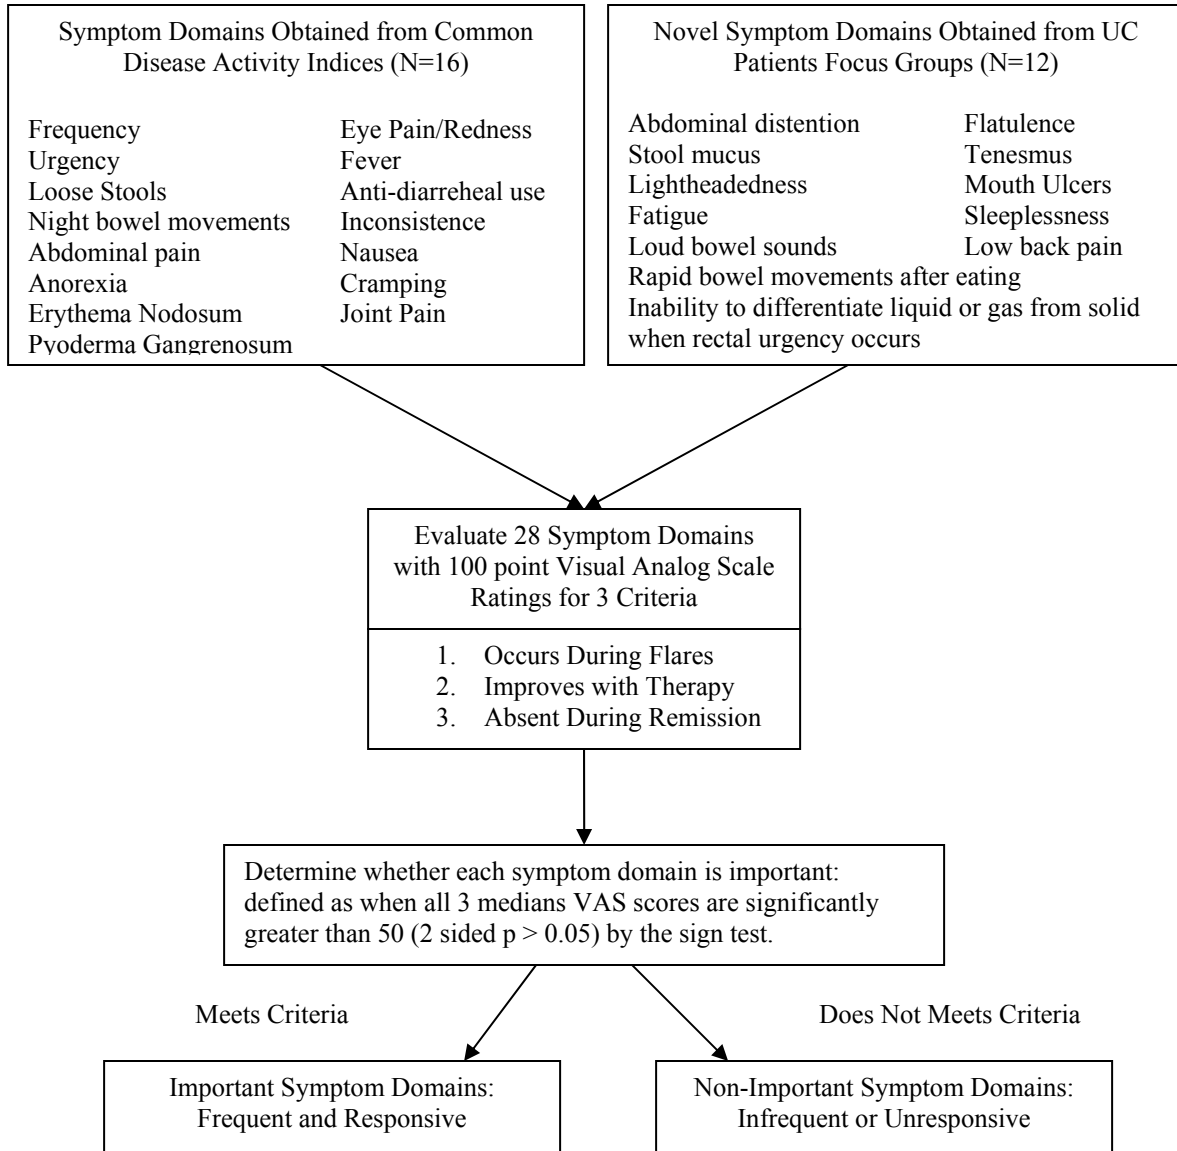 Symptom Domains Obtained from Common
Disease Activity Indices (N=16)
Frequency
Urgency
Loose Stools
Night bowel movements
Abdominal pain
Anorexia
Erythema Nodosum
Pyoderma Gangrenosum
Eye Pain/Redness
Fever
Anti-diarreheal use
Inconsistence
Nausea
Cramping
Joint Pain
Novel Symptom Domains Obtained from UC
Patients Focus Groups (N=12)
Abdominal distention
Stool mucus
Lightheadedness
Fatigue
Loud bowel sounds
Flatulence
Tenesmus
Mouth Ulcers
Sleeplessness
Low back pain
Rapid bowel movements after eating
Inability to differentiate liquid or gas from solid
when rectal urgency occurs
Evaluate 28 Symptom Domains
with 100 point Visual Analog Scale
Ratings for 3 Criteria
1. Occurs During Flares
2. Improves with Therapy
3. Absent During Remission
Determine whether each symptom domain is important:
defined as when all 3 medians VAS scores are significantly
greater than 50 (2 sided p > 0.05) by the sign test.
Meets Criteria
Does Not Meets Criteria
Important Symptom Domains:
Frequent and Responsive
Non-Important Symptom Domains:
Infrequent or Unresponsive